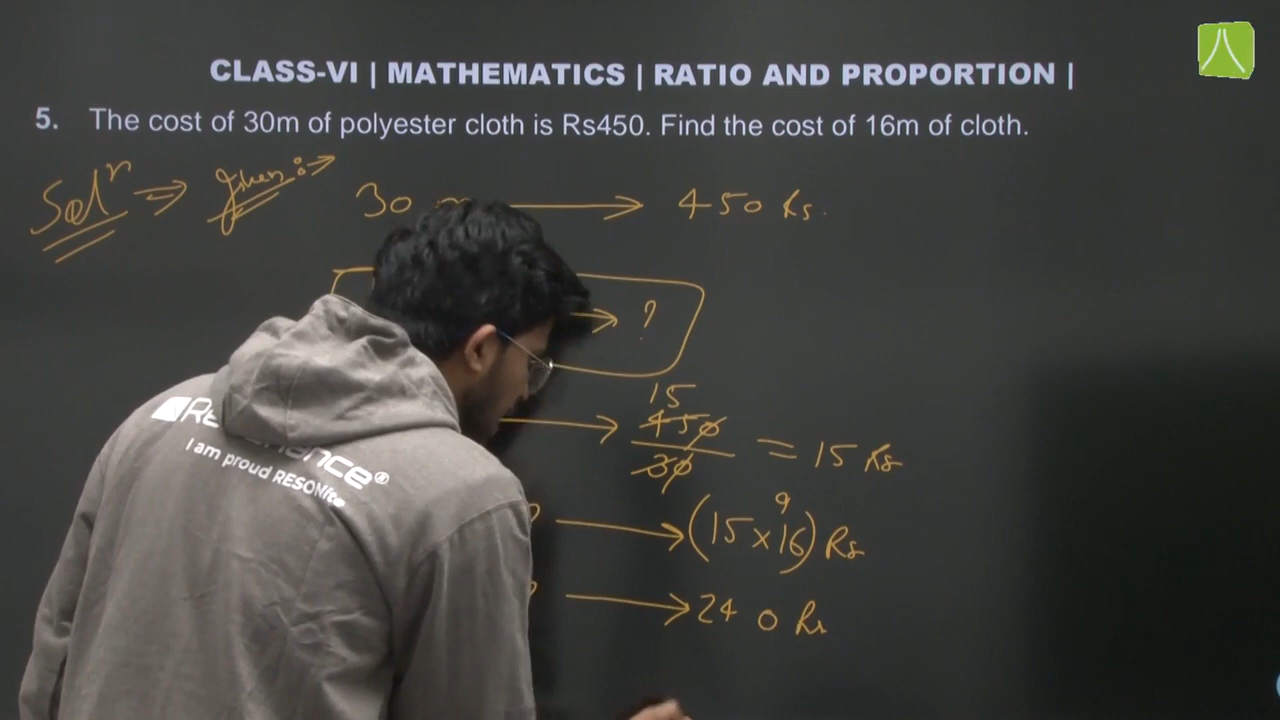 CLASS-VI | MATHEMATICS | RATIO AND PROPORTION |
5. The cost of 30m of polyester cloth is Rs450. Find the cost of 16m of cloth.
Solⁿ ⇒ given :→ 30 m → 450 Rs.
→ ?
15
→ 450/30 = 15 Rs
9
→ (15 × 16) Rs
→ 240 Rs
I am proud RESONite